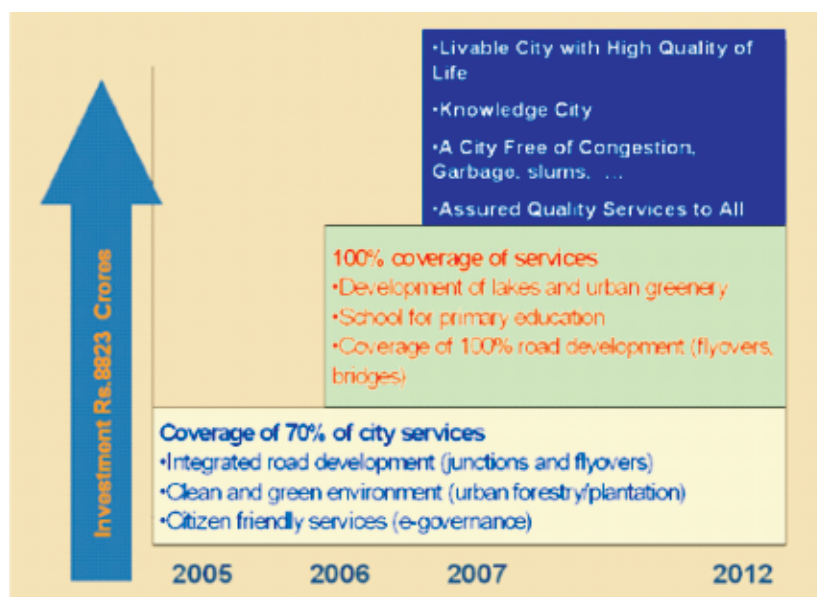 •Livable City with High Quality of
Life
•Knowledge City
•A City Free of Congestion,
Garbage, slums, ...
•Assured Quality Services to All
100% coverage of services
•Development of lakes and urban greenery
•School for primary education
•Coverage of 100% road development (flyovers,
bridges)
Coverage of 70% of city services
•Integrated road development (junctions and flyovers)
•Clean and green environment (urban forestry/plantation)
•Citizen friendly services (e-governance)
Investment Rs.8823 Crores
2005 2006 2007 2012